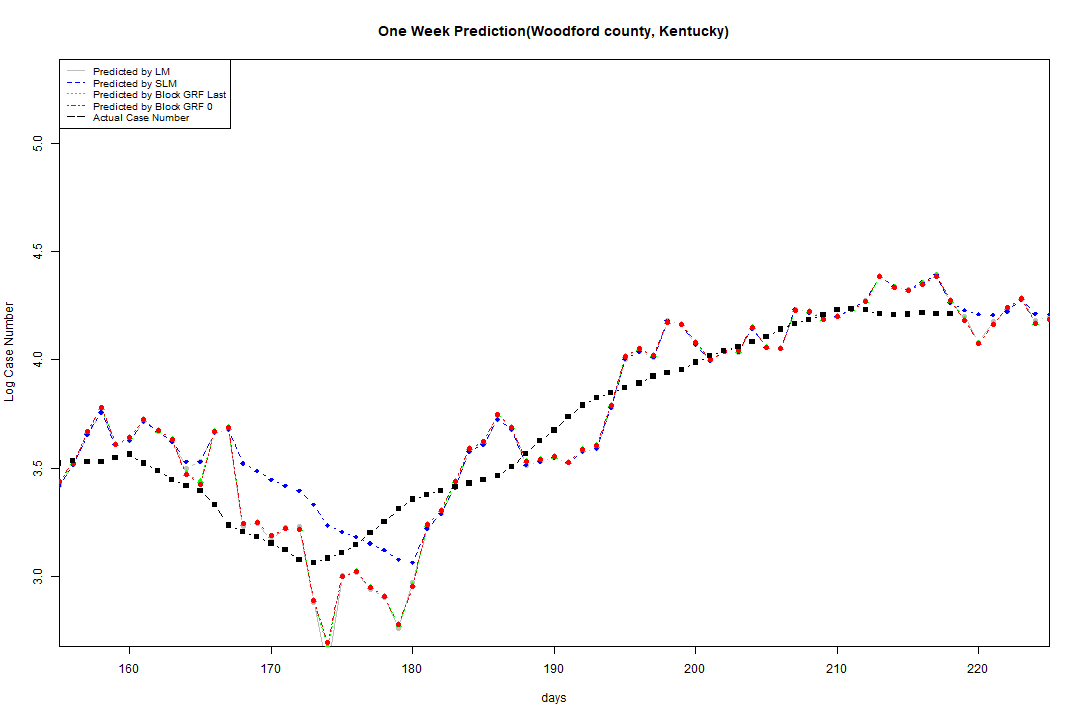 One Week Prediction(Woodford county, Kentucky)
Predicted by LM
Predicted by SLM
Predicted by Block GRF Last
Predicted by Block GRF 0
Actual Case Number
5.0
4.5
4.0
3.5
3.0
Log Case Number
160 170 180 190 200 210 220
days